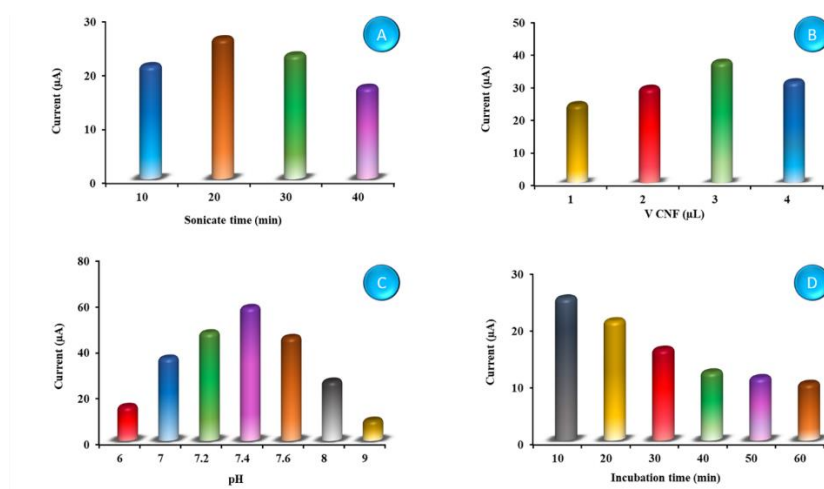 A
Current (µA)
30
20
10
0
10 20 30 40
Sonicate time (min)
B
Current (µA)
50
40
30
20
10
0
1 2 3 4
V CNF (µL)
C
Current (µA)
80
60
40
20
0
6 7 7.2 7.4 7.6 8 9
pH
D
Current (µA)
30
20
10
0
10 20 30 40 50 60
Incubation time (min)